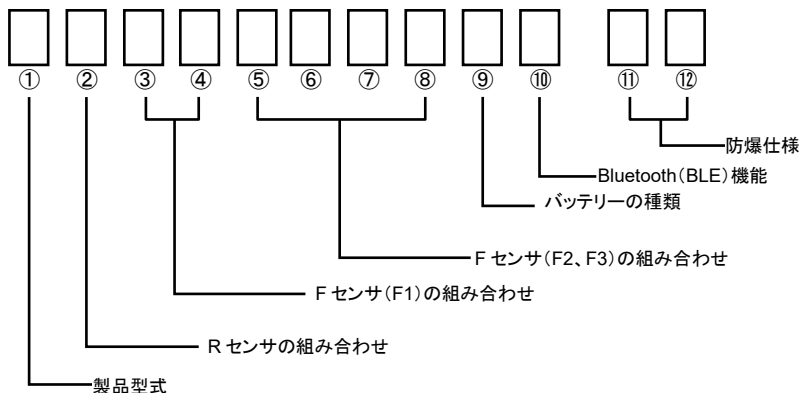 ① ② ③ ④ ⑤ ⑥ ⑦ ⑧ ⑨ ⑩ ⑪ ⑫
防爆仕様
Bluetooth(BLE)機能
バッテリーの種類
F センサ(F2、F3)の組み合わせ
F センサ(F1)の組み合わせ
R センサの組み合わせ
製品型式